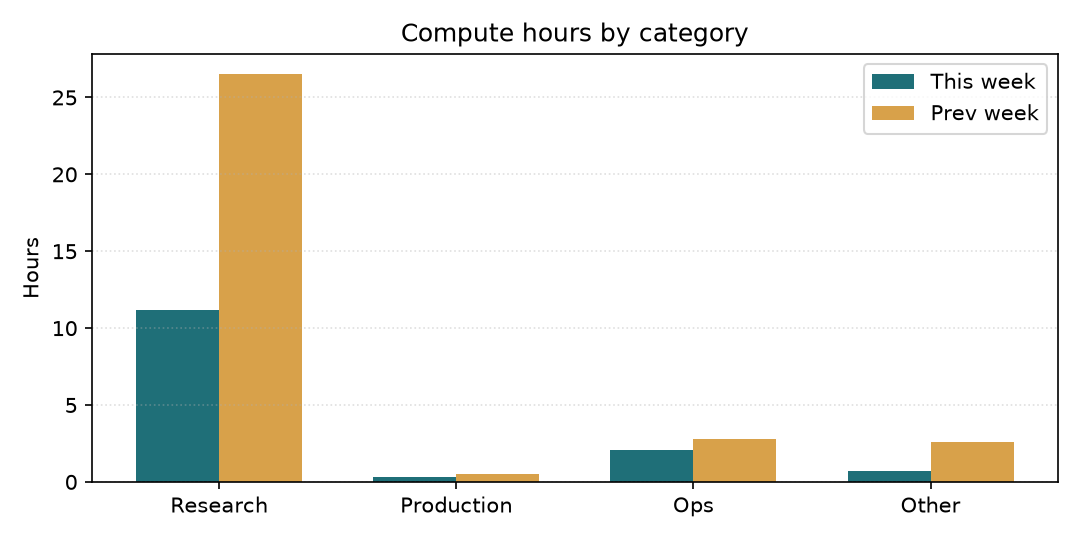 Compute hours by category
This week
Prev week
Hours
25
20
15
10
5
0
Research
Production
Ops
Other